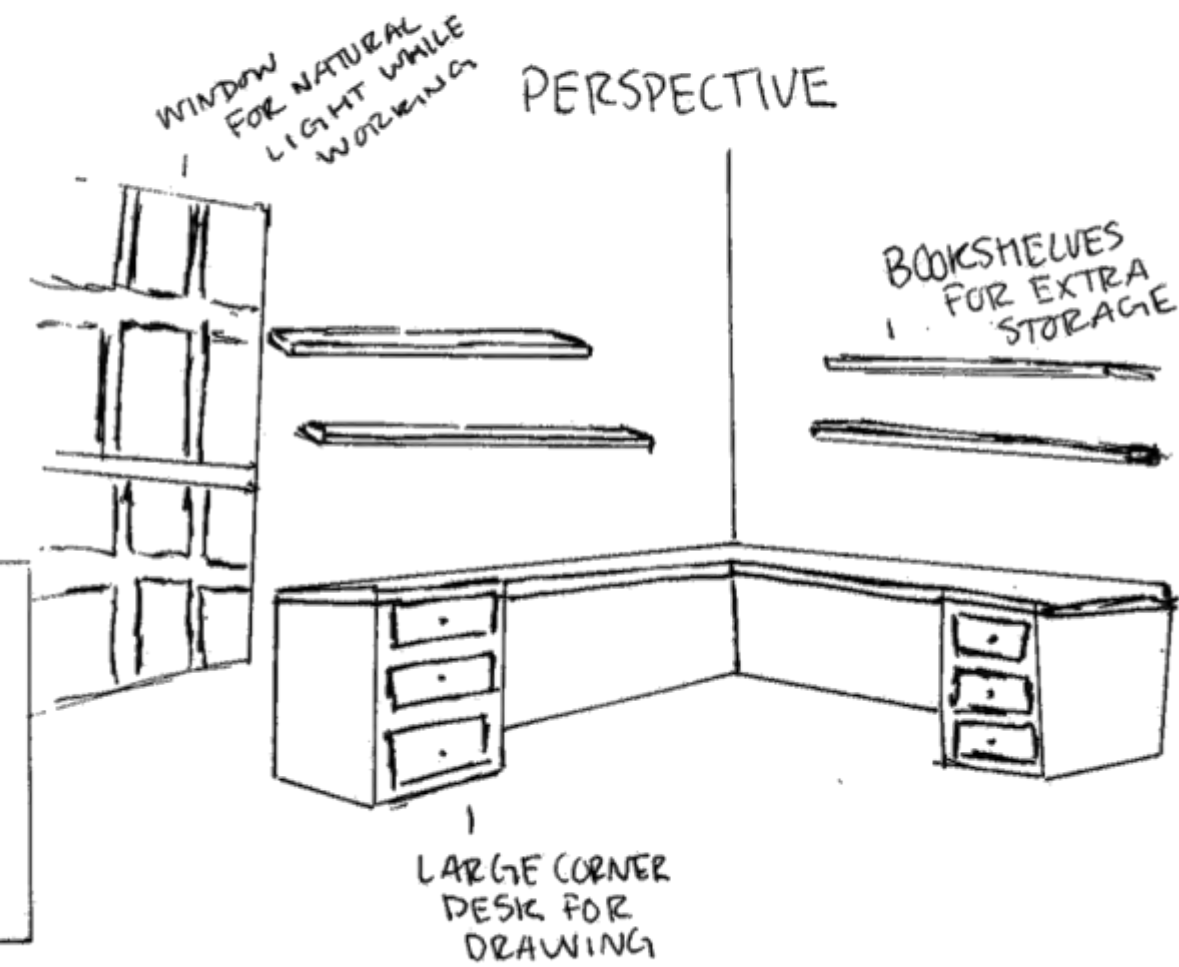 WINDOW
FOR NATURAL
LIGHT WHILE
WORKING
PERSPECTIVE
BOOKSHELVES
FOR EXTRA
STORAGE
LARGE CORNER
DESK FOR
DRAWING